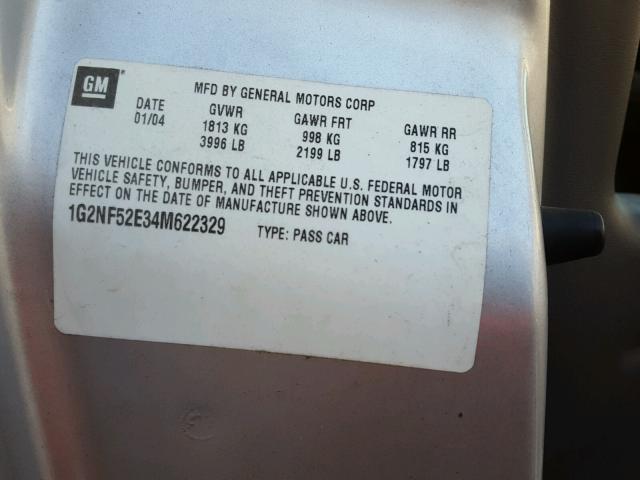 GM
MFD BY GENERAL MOTORS CORP
DATE GVWR GAWR FRT GAWR RR
01/04 1813 KG 998 KG 815 KG
3996 LB 2199 LB 1797 LB
THIS VEHICLE CONFORMS TO ALL APPLICABLE U.S. FEDERAL MOTOR
VEHICLE SAFETY, BUMPER, AND THEFT PREVENTION STANDARDS IN
EFFECT ON THE DATE OF MANUFACTURE SHOWN ABOVE.
1G2NF52E34M622329 TYPE: PASS CAR